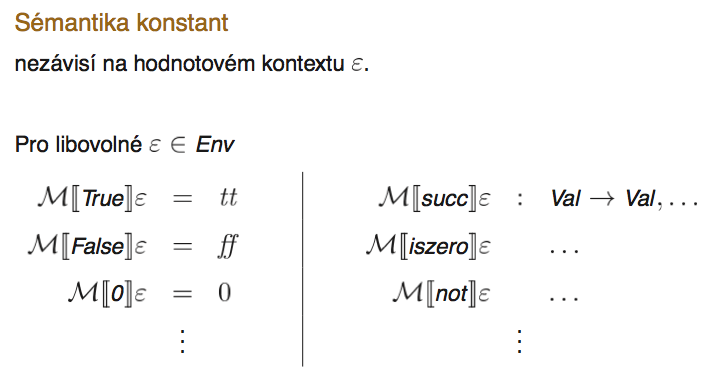 Sémantika konstant
nezávisí na hodnotovém kontextu ε.
Pro libovolné ε ∈ Env
ℳ⟦True⟧ε = tt
ℳ⟦False⟧ε = ff
ℳ⟦0⟧ε = 0
⋮
ℳ⟦succ⟧ε : Val → Val, …
ℳ⟦iszero⟧ε …
ℳ⟦not⟧ε …
⋮